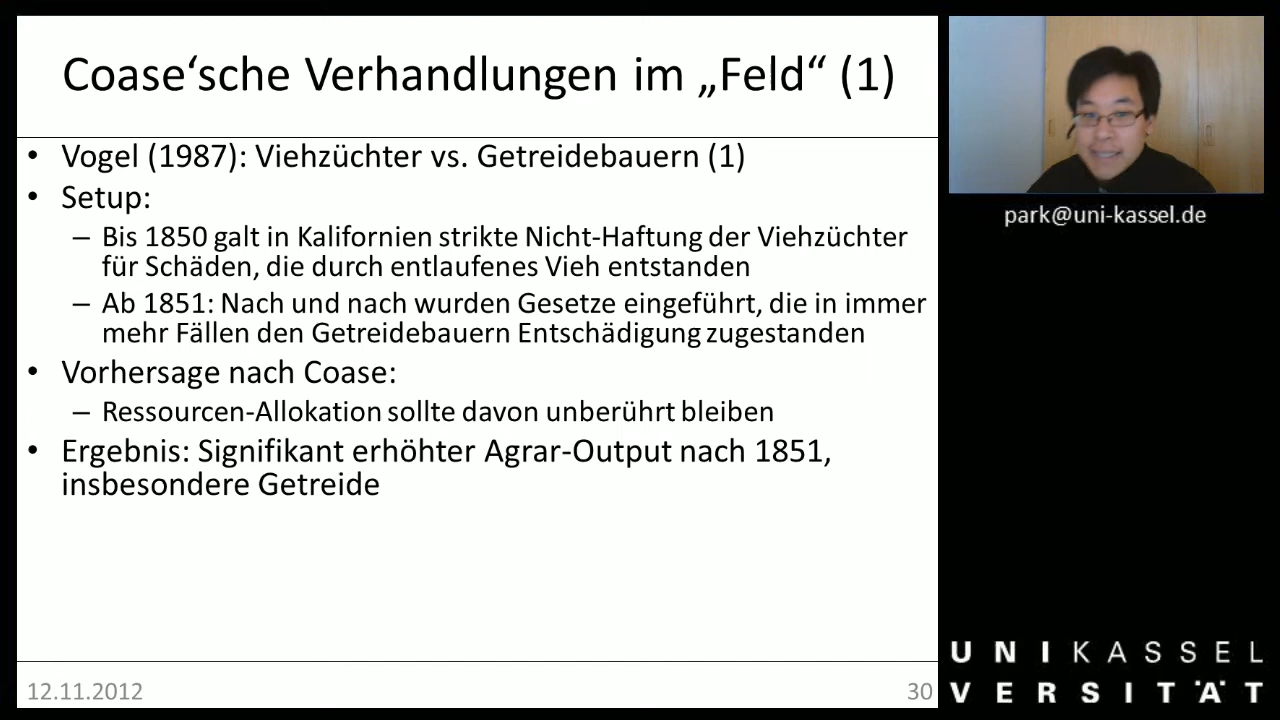 Coase‘sche Verhandlungen im „Feld“ (1)
• Vogel (1987): Viehzüchter vs. Getreidebauern (1)
• Setup:
– Bis 1850 galt in Kalifornien strikte Nicht-Haftung der Viehzüchter
für Schäden, die durch entlaufenes Vieh entstanden
– Ab 1851: Nach und nach wurden Gesetze eingeführt, die in immer
mehr Fällen den Getreidebauern Entschädigung zugestanden
• Vorhersage nach Coase:
– Ressourcen-Allokation sollte davon unberührt bleiben
• Ergebnis: Signifikant erhöhter Agrar-Output nach 1851,
insbesondere Getreide
12.11.2012
30
park@uni-kassel.de
UNIKASSEL
VERSITÄT